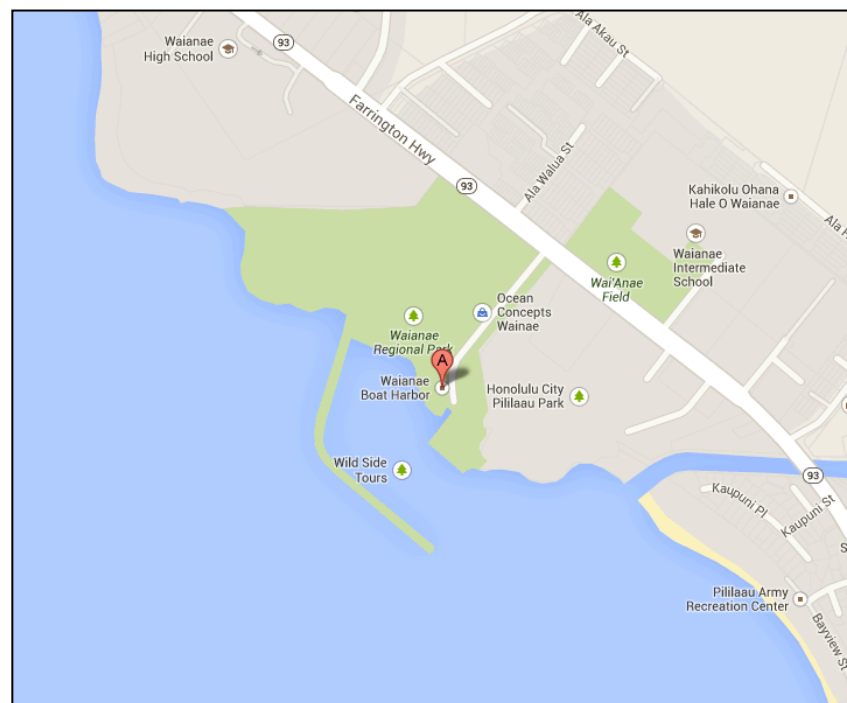 Waianae
High School
93
Ala Akau St
Farrington Hwy
93
Ala Walua St
Kahikolu Ohana
Hale O Waianae
Ala
Waianae
Intermediate
School
Wai'Anae
Field
Ocean
Concepts
Wainae
Waianae
Regional Park
A
Waianae
Boat Harbor
Honolulu City
Pililaau Park
Wild Side
Tours
93
Kaupuni Pl
Kaupuni St
S
Pililaau Army
Recreation Center
Bayview St